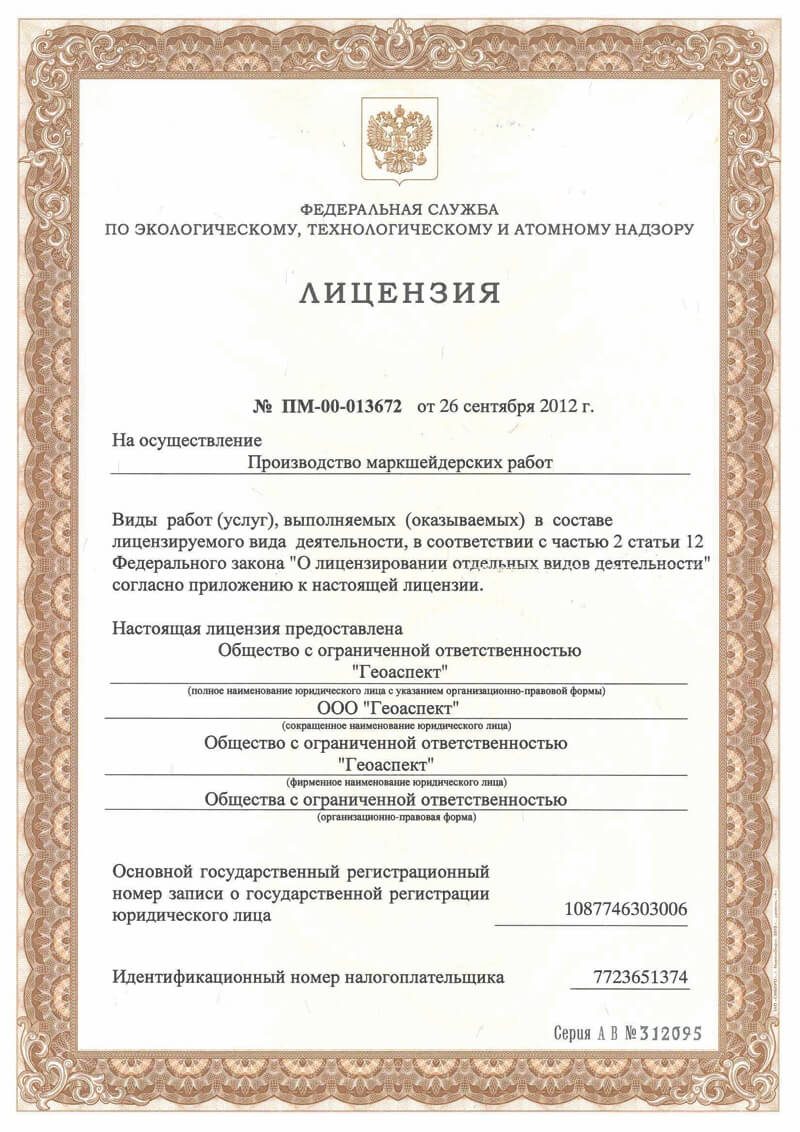 ФЕДЕРАЛЬНАЯ СЛУЖБА
ПО ЭКОЛОГИЧЕСКОМУ, ТЕХНОЛОГИЧЕСКОМУ И АТОМНОМУ НАДЗОРУ
ЛИЦЕНЗИЯ
№ ПМ-00-013672 от 26 сентября 2012 г.
На осуществление
Производство маркшейдерских работ
Виды работ (услуг), выполняемых (оказываемых) в составе
лицензируемого вида деятельности, в соответствии с частью 2 статьи 12
Федерального закона "О лицензировании отдельных видов деятельности"
согласно приложению к настоящей лицензии.
Настоящая лицензия предоставлена
Общество с ограниченной ответственностью
"Геоаспект"
(полное наименование юридического лица с указанием организационно-правовой формы)
ООО "Геоаспект"
(сокращенное наименование юридического лица)
Общество с ограниченной ответственностью
"Геоаспект"
(фирменное наименование юридического лица)
Общества с ограниченной ответственностью
(организационно-правовая форма)
Основной государственный регистрационный
номер записи о государственной регистрации
юридического лица
1087746303006
Идентификационный номер налогоплательщика
7723651374
Серия А В №312095